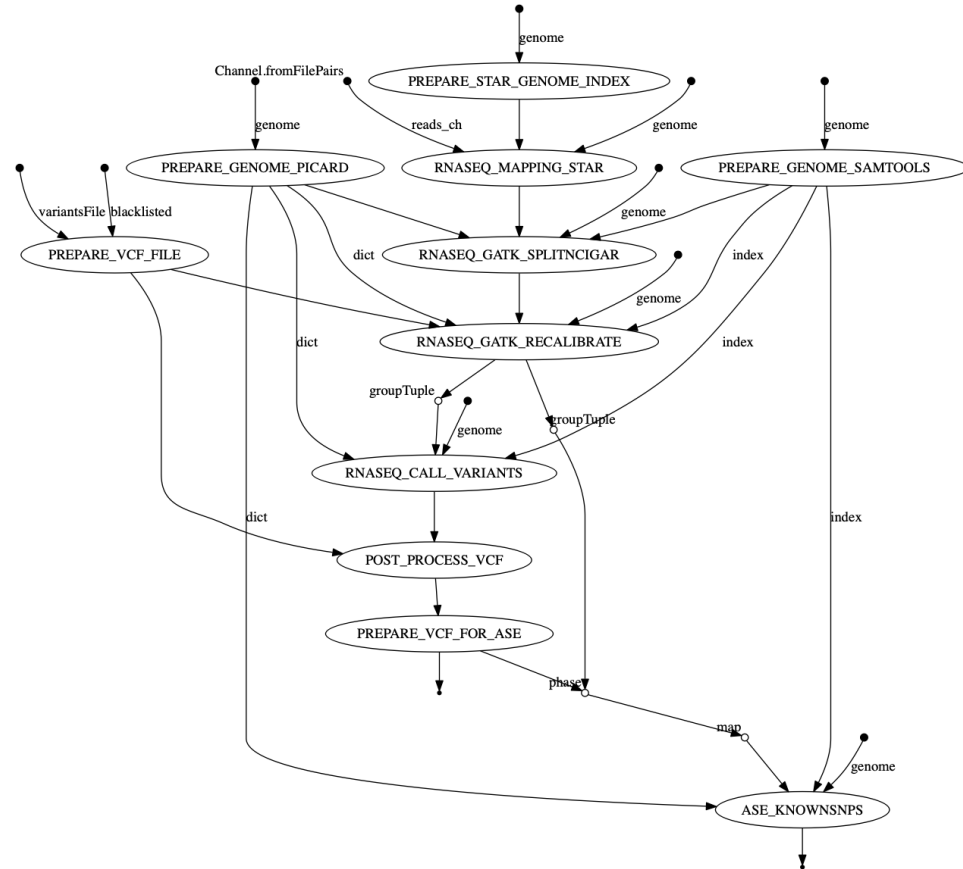 genome
PREPARE_STAR_GENOME_INDEX
Channel.fromFilePairs
genome
reads_ch
genome
genome
PREPARE_GENOME_PICARD
RNASEQ_MAPPING_STAR
PREPARE_GENOME_SAMTOOLS
variantsFile
blacklisted
genome
PREPARE_VCF_FILE
RNASEQ_GATK_SPLITNCIGAR
dict
index
genome
RNASEQ_GATK_RECALIBRATE
dict
index
groupTuple
groupTuple
genome
RNASEQ_CALL_VARIANTS
dict
index
POST_PROCESS_VCF
PREPARE_VCF_FOR_ASE
phase
map
genome
ASE_KNOWNSNPS